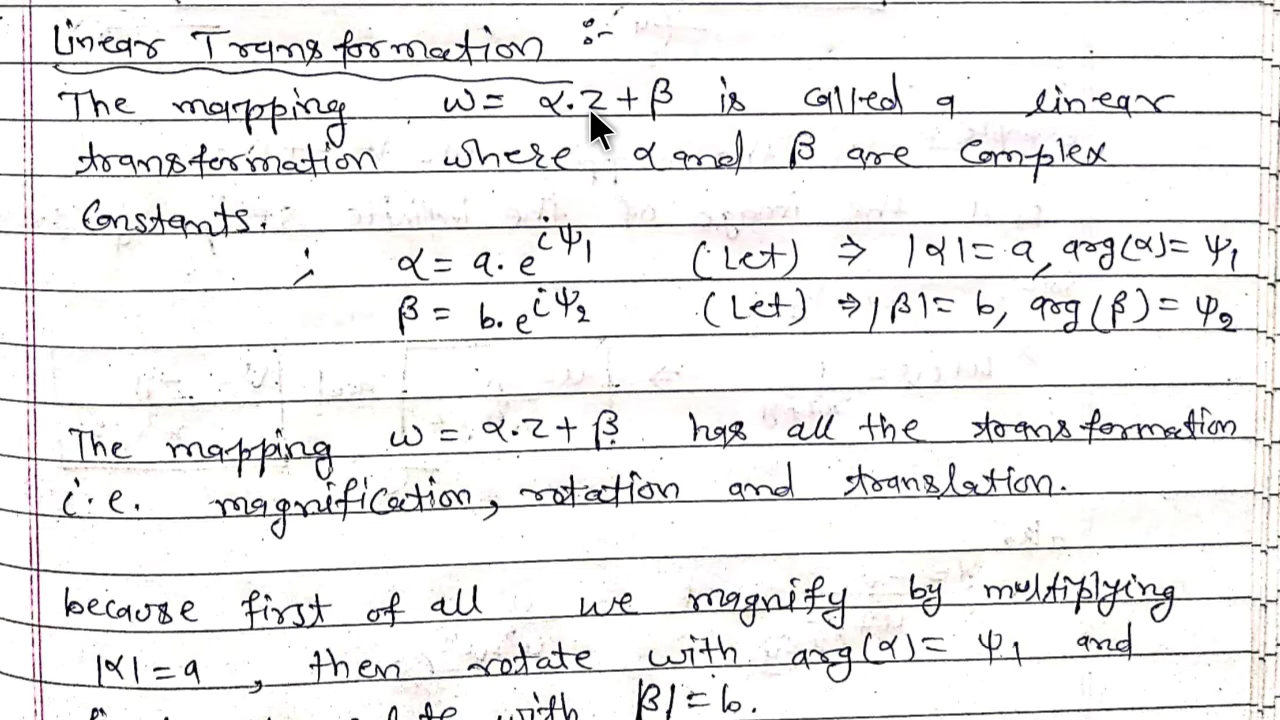 Linear Transformation :-
The mapping w = α.z + β is called a linear
transformation where α and β are complex
Constants.
; α = a. e^{iψ₁} (Let) ⇒ |α| = a, arg(α) = ψ₁
β = b. e^{iψ₂} (Let) ⇒ |β| = b, arg(β) = ψ₂
The mapping w = α.z + β has all the transformation
i.e. magnification, rotation and translation.
because first of all we magnify by multiplying
|α| = a, then rotate with arg(α) = ψ₁ and
with |β| = b.